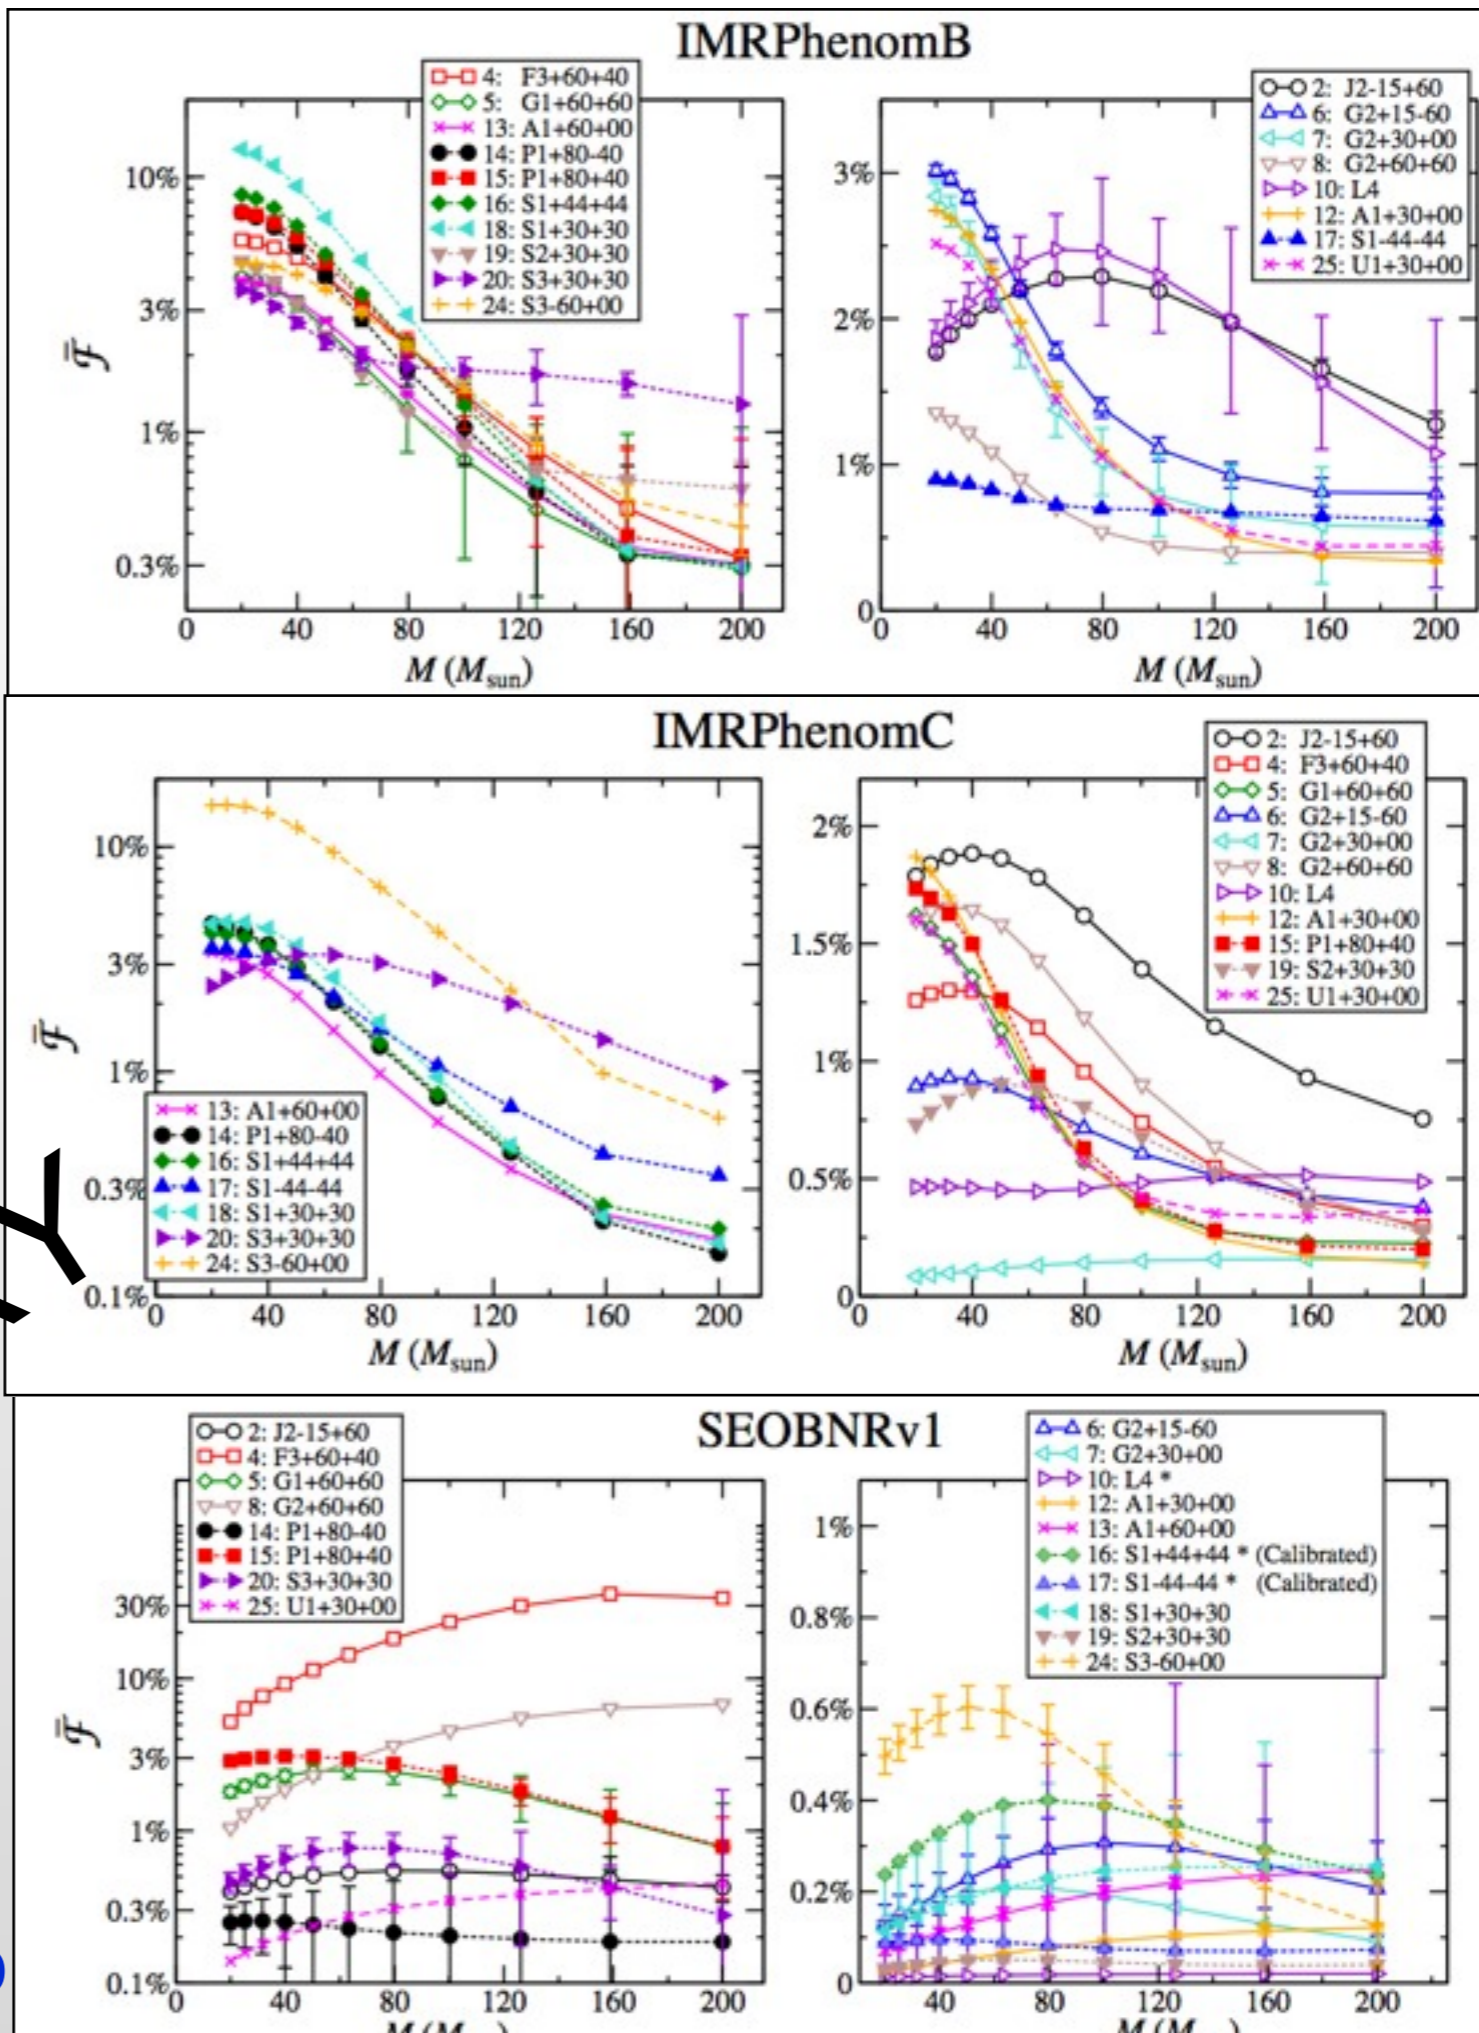 IMRPhenomB
4: F3+60+40
5: G1+60+60
13: A1+60+00
14: P1+80-40
15: P1+80+40
16: S1+44+44
18: S1+30+30
19: S2+30+30
20: S3+30+30
24: S3-60+00
10%
3%
1%
0.3%
F̄
0 40 80 120 160 200
M (Msun)
2: J2-15+60
6: G2+15-60
7: G2+30+00
8: G2+60+60
10: L4
12: A1+30+00
17: S1-44-44
25: U1+30+00
3%
2%
1%
0
0 40 80 120 160 200
M (Msun)
IMRPhenomC
10%
3%
1%
0.3%
0.1%
F̄
13: A1+60+00
14: P1+80-40
16: S1+44+44
17: S1-44-44
18: S1+30+30
20: S3+30+30
24: S3-60+00
0 40 80 120 160 200
M (Msun)
2: J2-15+60
4: F3+60+40
5: G1+60+60
6: G2+15-60
7: G2+30+00
8: G2+60+60
10: L4
12: A1+30+00
15: P1+80+40
19: S2+30+30
25: U1+30+00
2%
1.5%
1%
0.5%
0
0 40 80 120 160 200
M (Msun)
Y
SEOBNRv1
2: J2-15+60
4: F3+60+40
5: G1+60+60
8: G2+60+60
14: P1+80-40
15: P1+80+40
20: S3+30+30
25: U1+30+00
30%
10%
3%
1%
0.3%
0.1%
F̄
0 40 80 120 160 200
6: G2+15-60
7: G2+30+00
10: L4 *
12: A1+30+00
13: A1+60+00
16: S1+44+44 * (Calibrated)
17: S1-44-44 * (Calibrated)
18: S1+30+30
19: S2+30+30
24: S3-60+00
1%
0.8%
0.6%
0.4%
0.2%
0
40 80 120 160 200